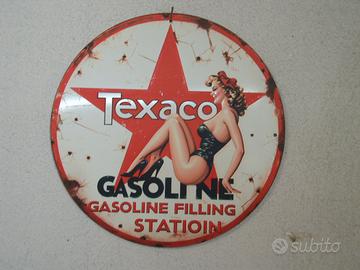 Texaco
GASOLINE
GASOLINE FILLING
STATIOIN
subito